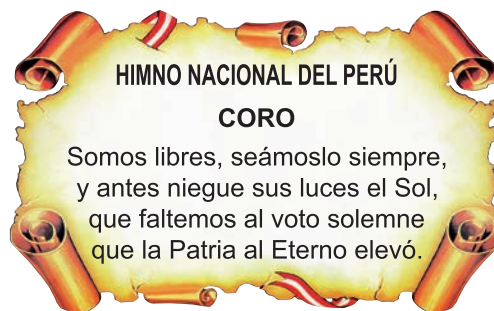 HIMNO NACIONAL DEL PERÚ
CORO
Somos libres, seámoslo siempre,
y antes niegue sus luces el Sol,
que faltemos al voto solemne
que la Patria al Eterno elevó.